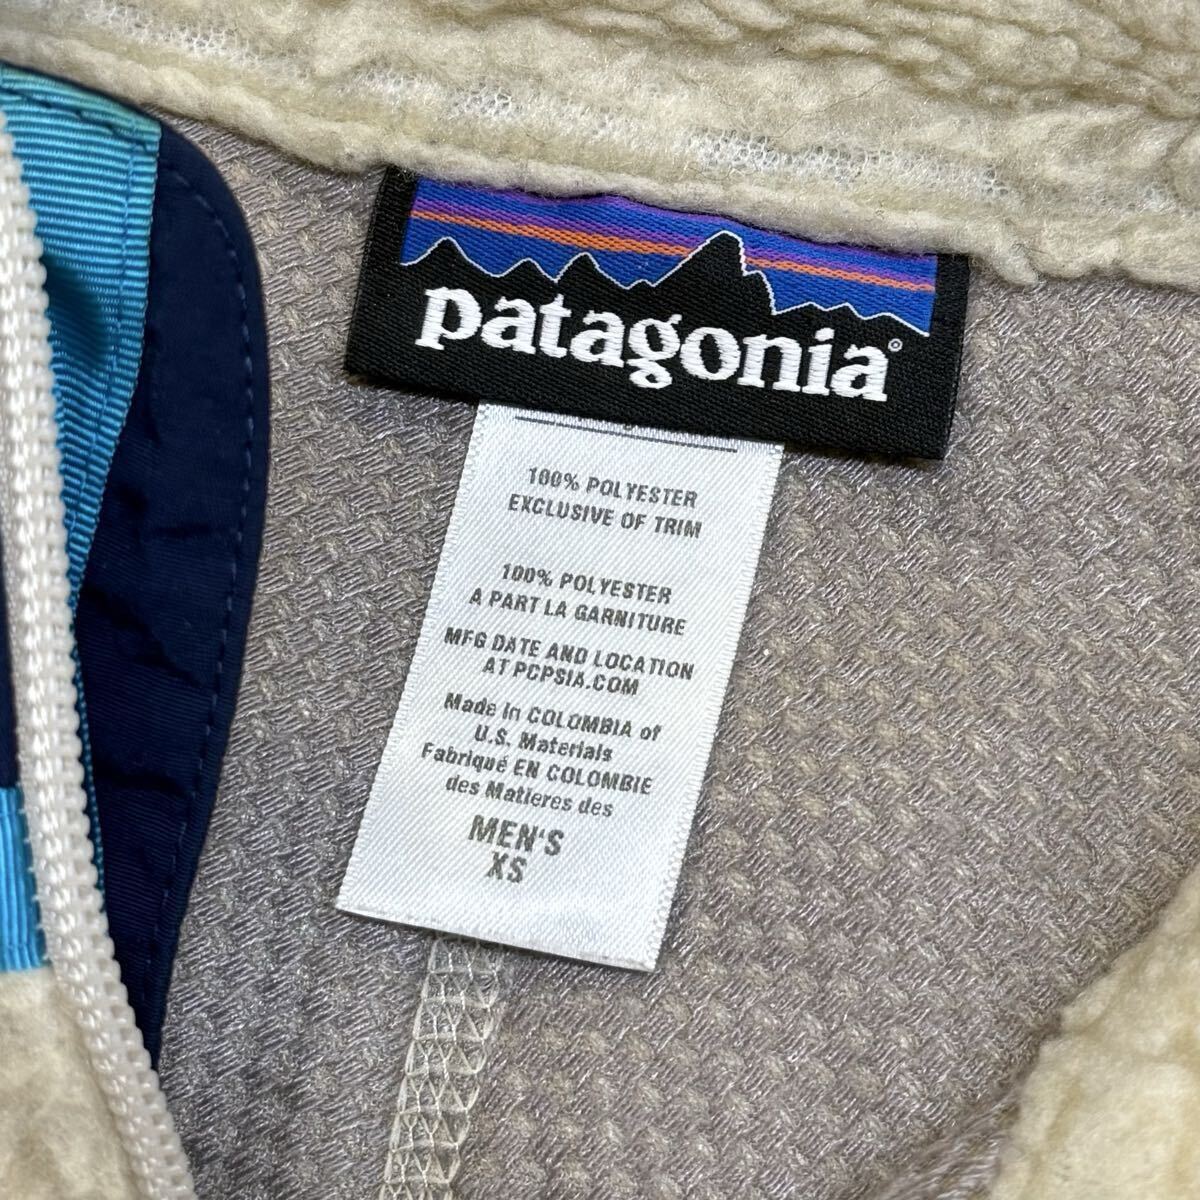 patagonia®
100% POLYESTER
EXCLUSIVE OF TRIM
100% POLYESTER
A PART LA GARNITURE
MFG DATE AND LOCATION
AT PCPSIA.COM
Made in COLOMBIA of
U.S. Materials
Fabriqué EN COLOMBIE
des Matieres des
MEN'S
XS